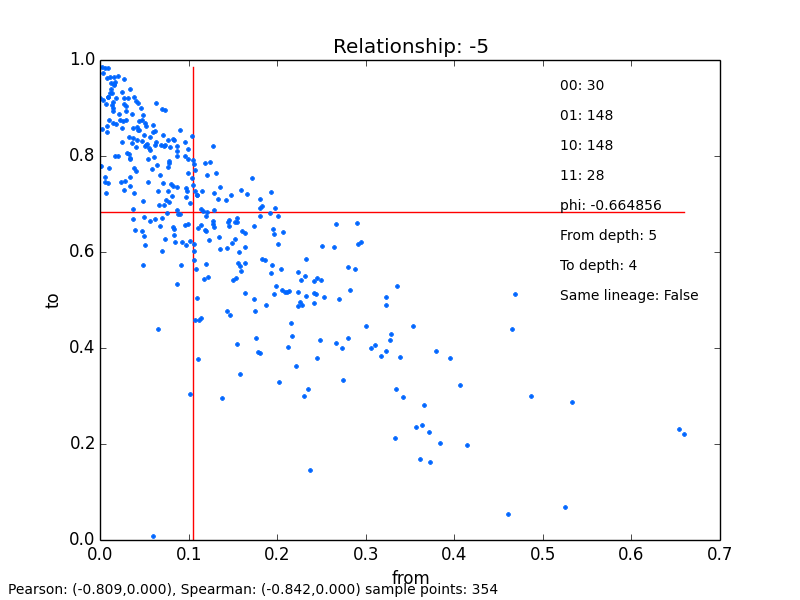 Relationship: -5
1.0
0.8
0.6
0.4
0.2
0.0
to
00: 30
01: 148
10: 148
11: 28
phi: -0.664856
From depth: 5
To depth: 4
Same lineage: False
0.0 0.1 0.2 0.3 0.4 0.5 0.6 0.7
from
Pearson: (-0.809,0.000), Spearman: (-0.842,0.000) sample points: 354